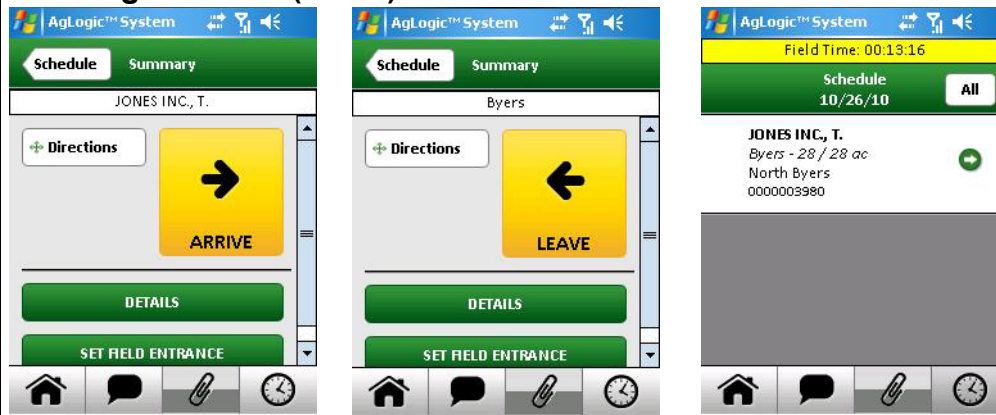 AgLogic™ System
Schedule
Summary
JONES INC., T.
Directions
ARRIVE
DETAILS
SET FIELD ENTRANCE
AgLogic™ System
Schedule
Summary
Byers
Directions
LEAVE
DETAILS
SET FIELD ENTRANCE
AgLogic™ System
Field Time: 00:13:16
Schedule
10/26/10
All
JONES INC., T.
Byers - 28 / 28 ac
North Byers
0000003980